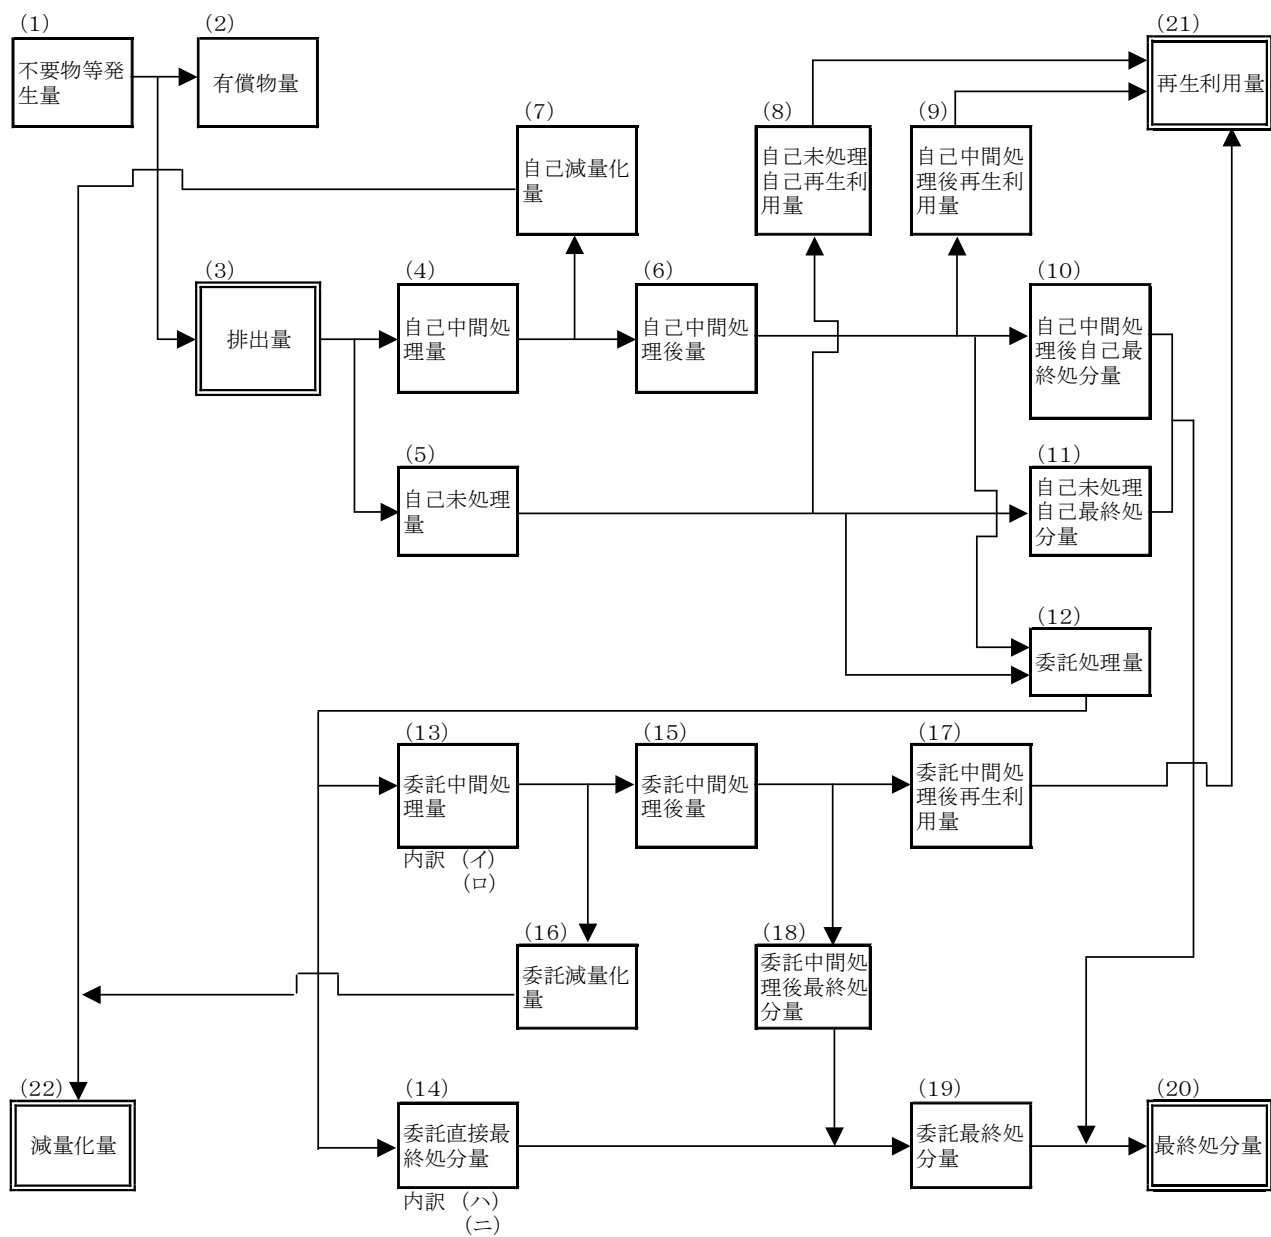 (1)
不要物等発
生量
(2)
有償物量
(21)
再生利用量
(7)
自己減量化
量
(8)
自己未処理
自己再生利
用量
(9)
自己中間処
理後再生利
用量
(3)
排出量
(4)
自己中間処
理量
(6)
自己中間処
理後量
(10)
自己中間処
理後自己最
終処分量
(5)
自己未処理
量
(11)
自己未処理
自己最終処
分量
(12)
委託処理量
(13)
委託中間処
理量
内訳 (イ)
(ロ)
(15)
委託中間処
理後量
(17)
委託中間処
理後再生利
用量
(16)
委託減量化
量
(18)
委託中間処
理後最終処
分量
(22)
減量化量
(14)
委託直接最
終処分量
内訳 (ハ)
(ニ)
(19)
委託最終処
分量
(20)
最終処分量